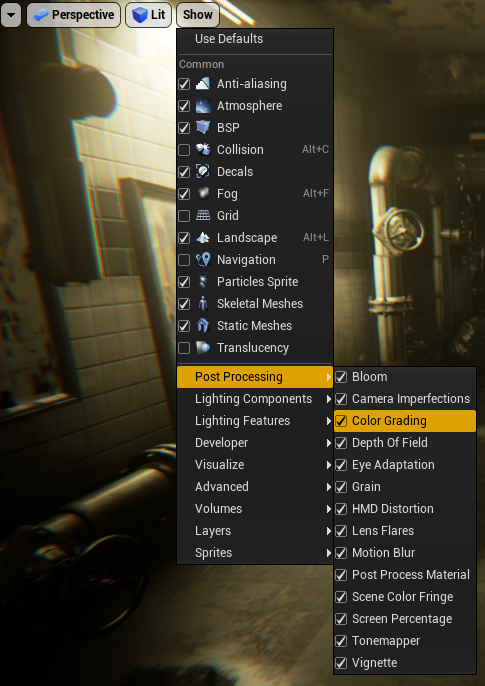 Perspective Lit Show
Use Defaults
Common
Anti-aliasing
Atmosphere
BSP
Collision Alt+C
Decals
Fog Alt+F
Grid
Landscape Alt+L
Navigation P
Particles Sprite
Skeletal Meshes
Static Meshes
Translucency
Post Processing
Lighting Components
Lighting Features
Developer
Visualize
Advanced
Volumes
Layers
Sprites
Bloom
Camera Imperfections
Color Grading
Depth Of Field
Eye Adaptation
Grain
HMD Distortion
Lens Flares
Motion Blur
Post Process Material
Scene Color Fringe
Screen Percentage
Tonemapper
Vignette